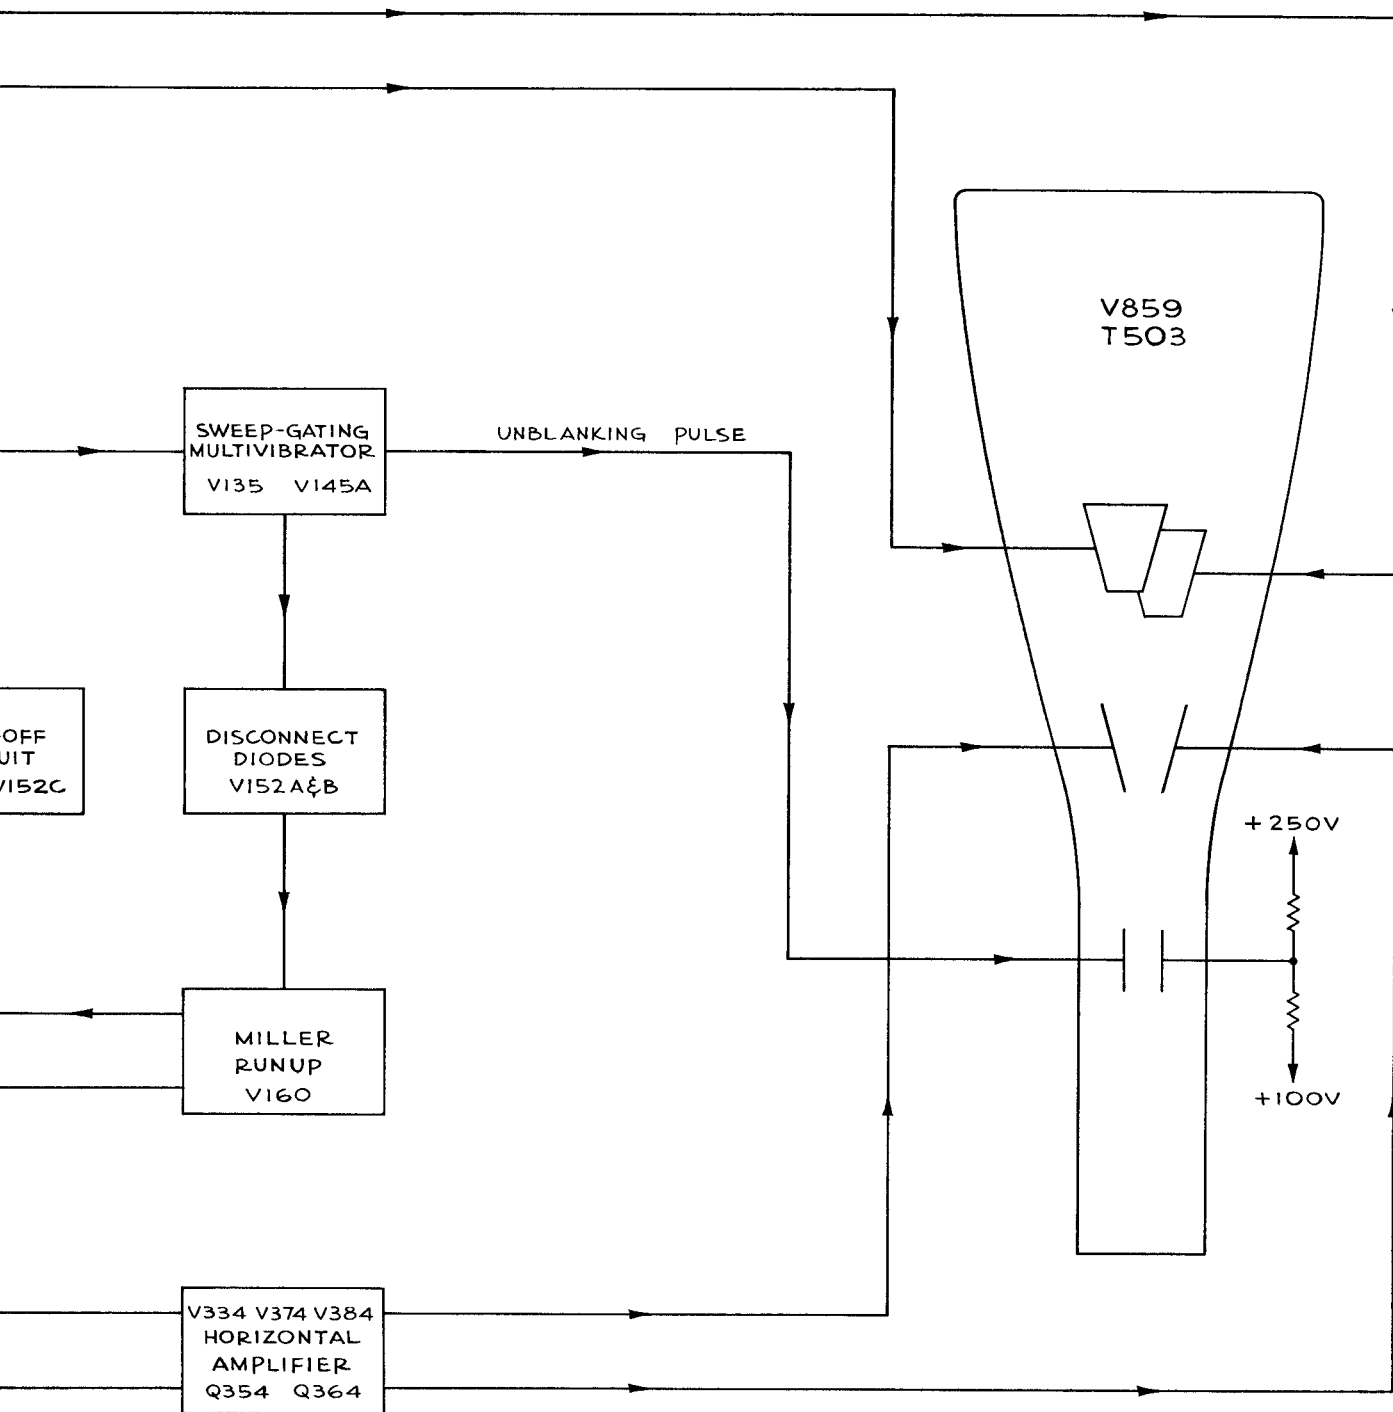 V859
T503
SWEEP-GATING
MULTIVIBRATOR
V135 V145A
UNBLANKING PULSE
-OFF
UIT
V152C
DISCONNECT
DIODES
V152A&B
+250V
MILLER
RUNUP
V160
+100V
V334 V374 V384
HORIZONTAL
AMPLIFIER
Q354 Q364